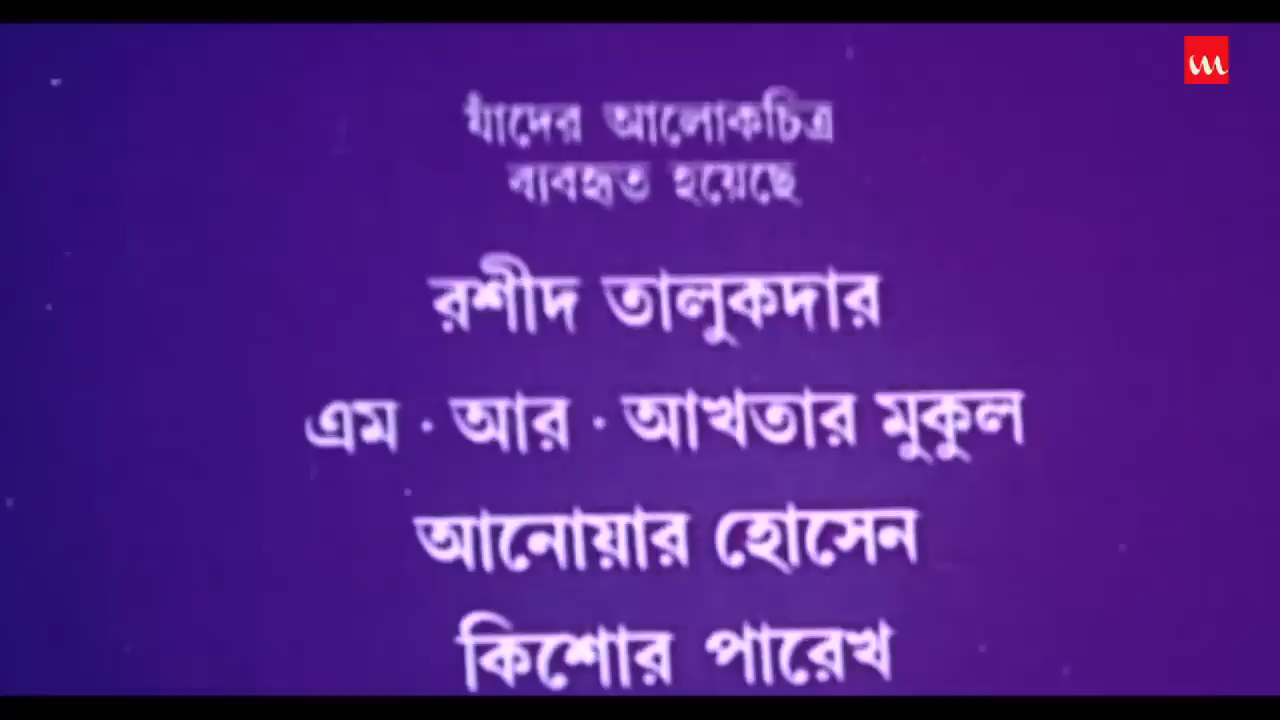 যাঁদের আলোকচিত্র
ব্যবহৃত হয়েছে
রশীদ তালুকদার
এম · আর · আখতার মুকুল
আনোয়ার হোসেন
কিশোর পারেখ